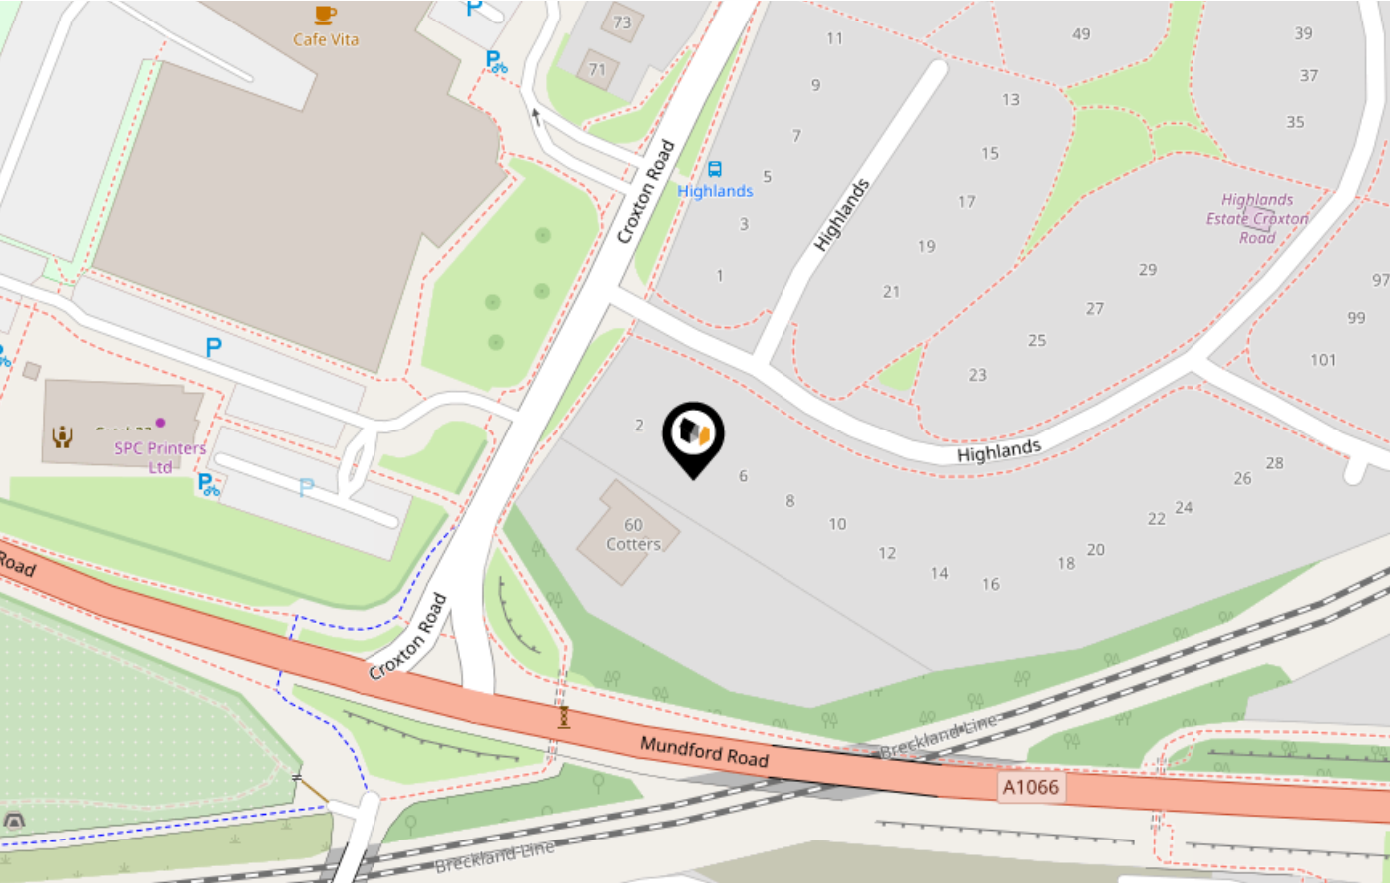 P
Cafe Vita
P
73
71
11
49
39
9
37
13
35
7
15
Croxton Road
5
Highlands
Highlands
17
3
Highlands
Estate Croxton
Road
19
29
1
21
97
27
99
P
25
101
23
2
SPC Printers
Ltd
Highlands
28
6
26
P
P
8
24
10
22
60
Cotters
12
20
18
14
16
Road
Croxton Road
Breckland Line
Mundford Road
A1066
Breckland Line